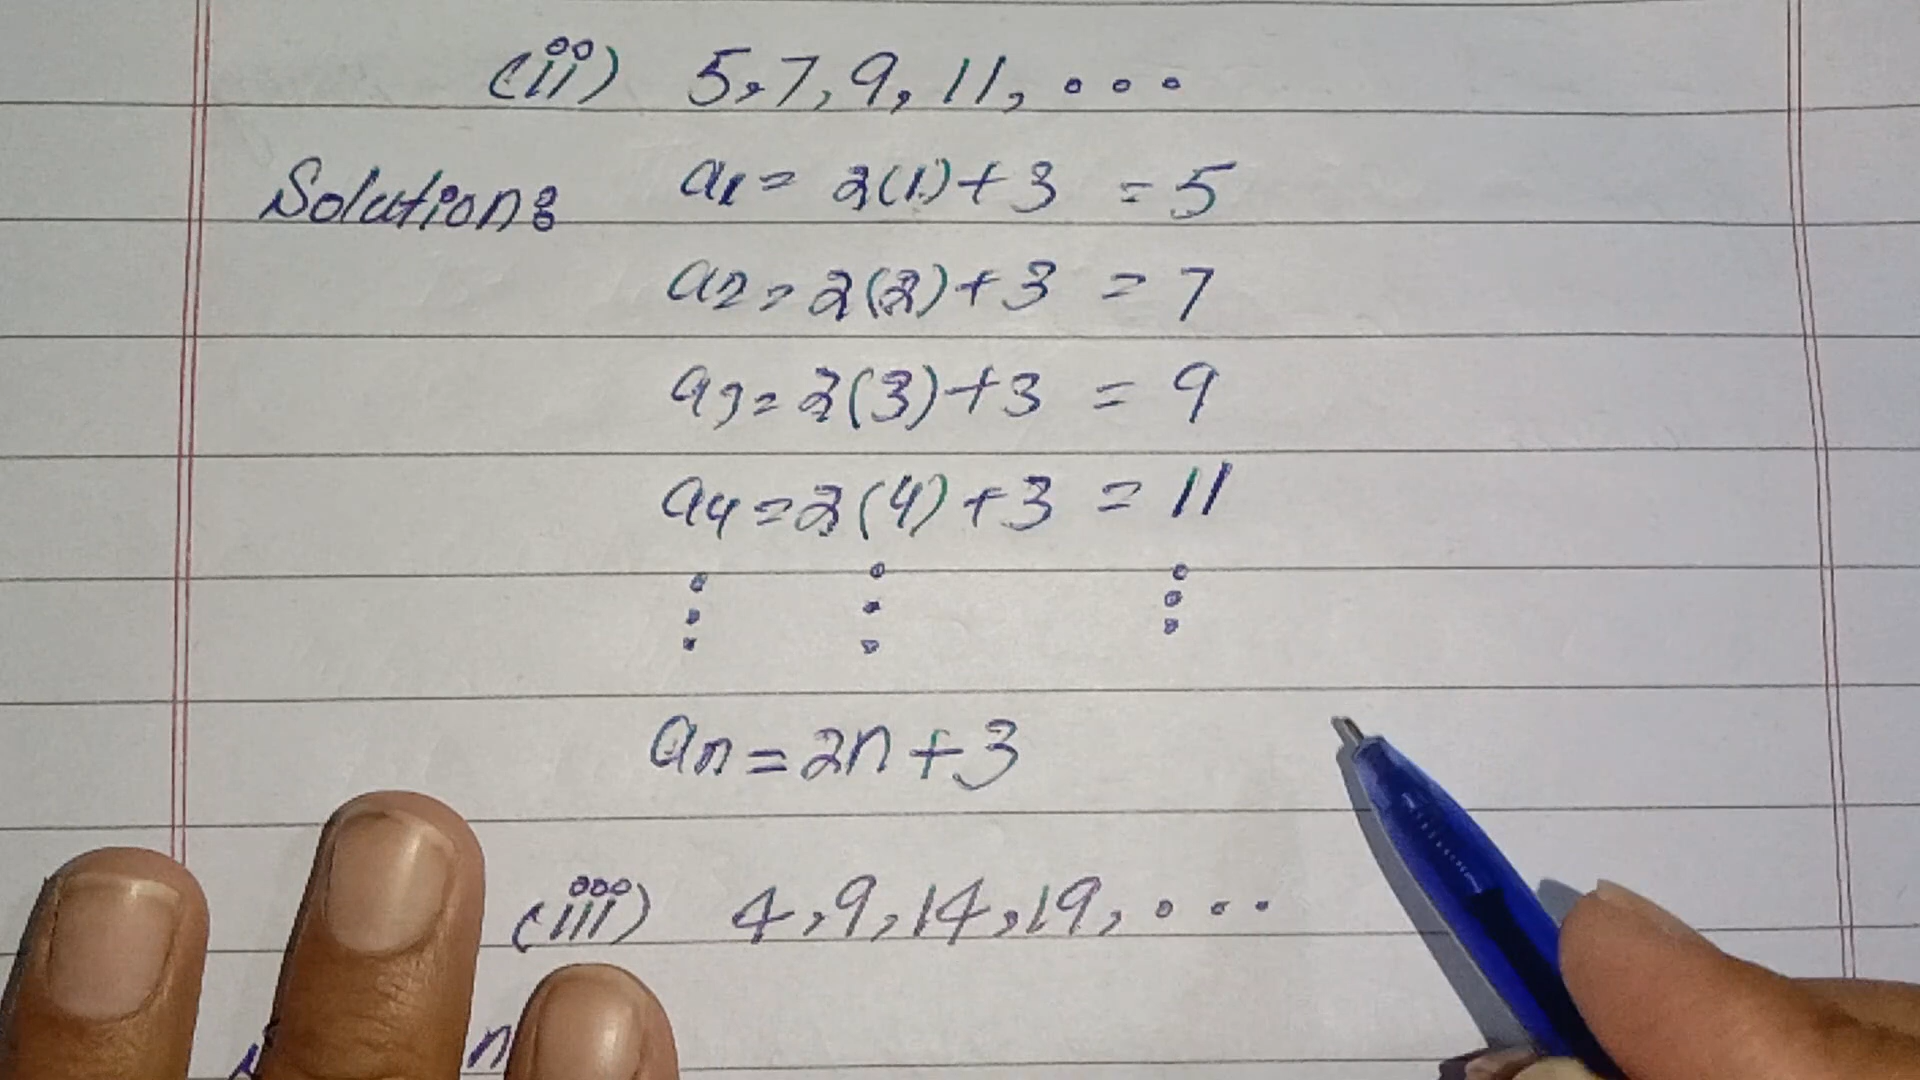 (ii) 5, 7, 9, 11, ...
Solution: a₁ = 2(1) + 3 = 5
a₂ = 2(2) + 3 = 7
a₃ = 2(3) + 3 = 9
a₄ = 2(4) + 3 = 11
⋮ ⋮ ⋮
aₙ = 2n + 3
(iii) 4, 9, 14, 19, ...